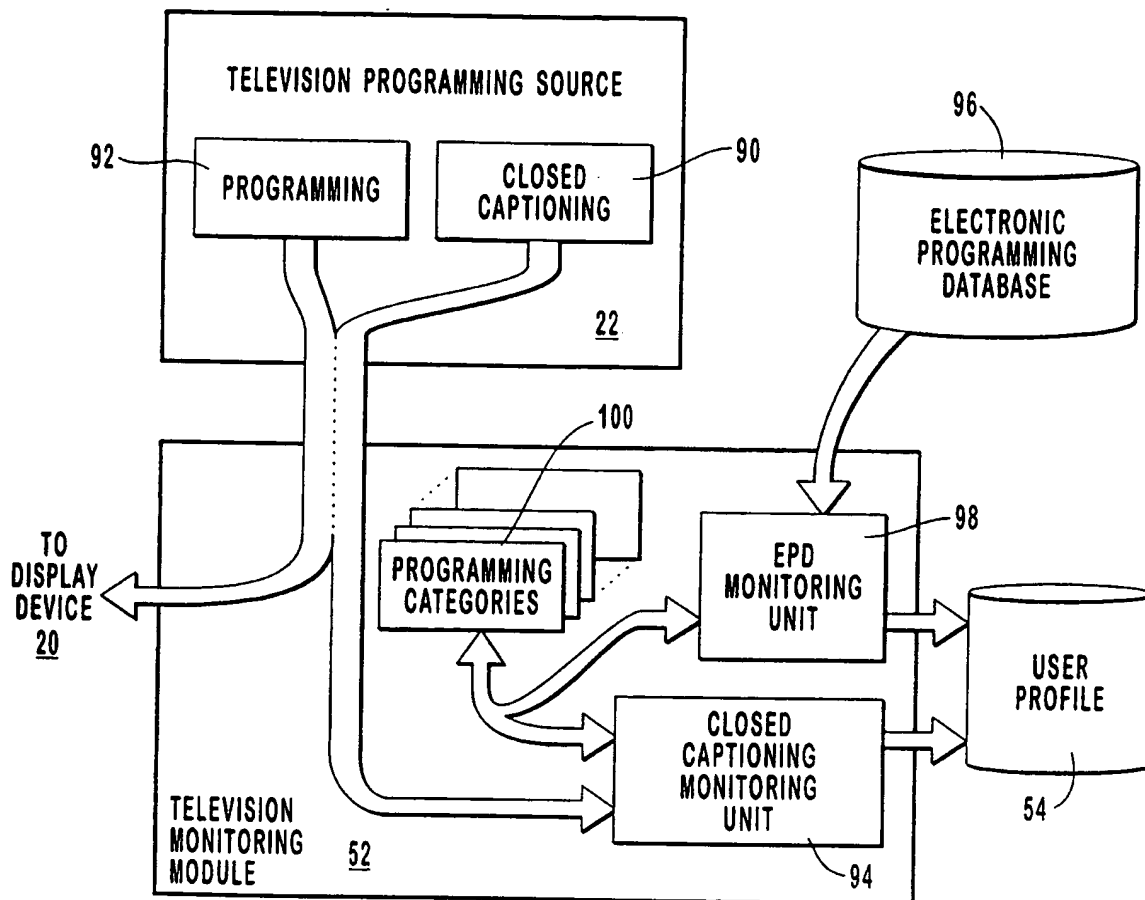 TELEVISION PROGRAMMING SOURCE
92
PROGRAMMING
CLOSED
CAPTIONING
90
22
96
ELECTRONIC
PROGRAMMING
DATABASE
100
PROGRAMMING
CATEGORIES
98
EPD
MONITORING
UNIT
TO
DISPLAY
DEVICE
20
USER
PROFILE
54
CLOSED
CAPTIONING
MONITORING
UNIT
94
TELEVISION
MONITORING
MODULE
52